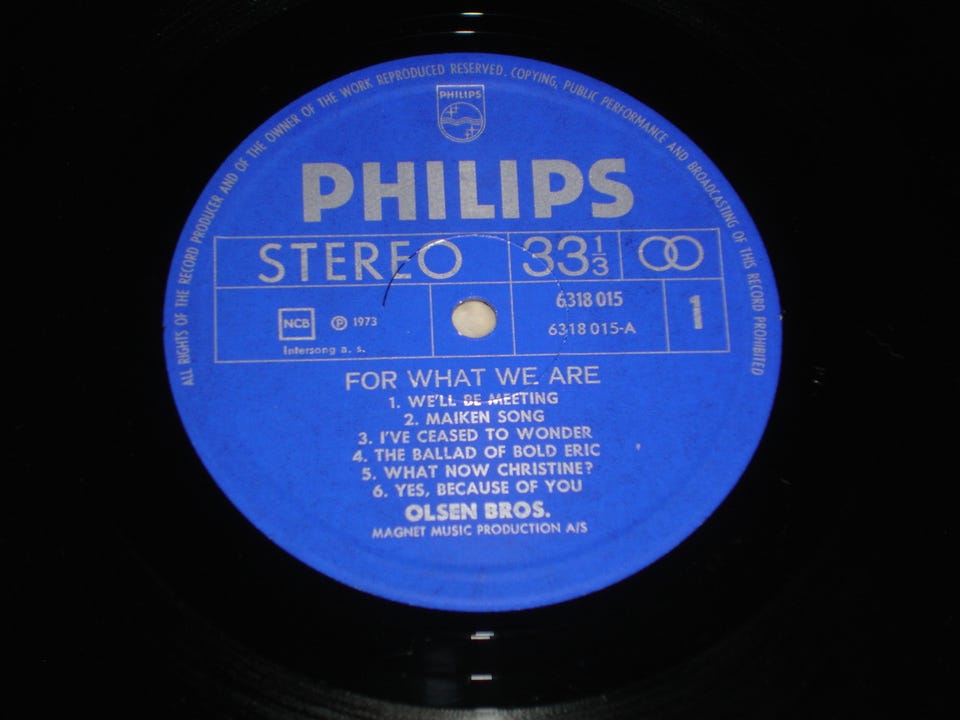 ALL RIGHTS OF THE RECORD PRODUCER AND OF THE OWNER OF THE WORK REPRODUCED RESERVED. COPYING, PUBLIC PERFORMANCE AND BROADCASTING OF THIS RECORD PROHIBITED
PHILIPS
PHILIPS
STEREO 33 1/3
NCB ℗ 1973
Intersong a. s.
6318 015
6318 015-A
1
FOR WHAT WE ARE
1. WE'LL BE MEETING
2. MAIKEN SONG
3. I'VE CEASED TO WONDER
4. THE BALLAD OF BOLD ERIC
5. WHAT NOW CHRISTINE?
6. YES, BECAUSE OF YOU
OLSEN BROS.
MAGNET MUSIC PRODUCTION A/S